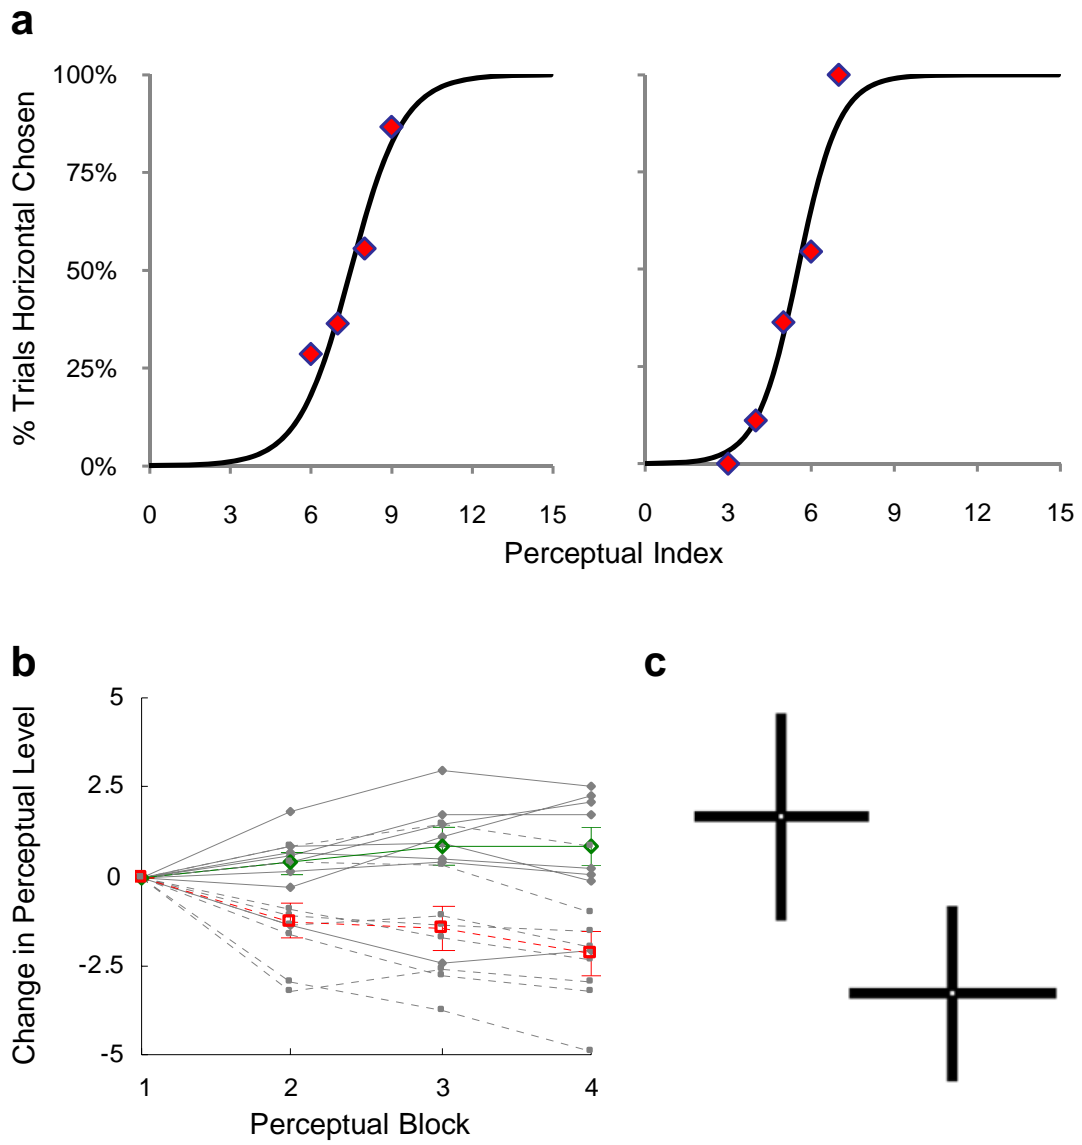 a
% Trials Horizontal Chosen
100%
75%
50%
25%
0%
0 3 6 9 12 15
0 3 6 9 12 15
Perceptual Index
b
Change in Perceptual Level
5
2.5
0
-2.5
-5
1 2 3 4
Perceptual Block
c